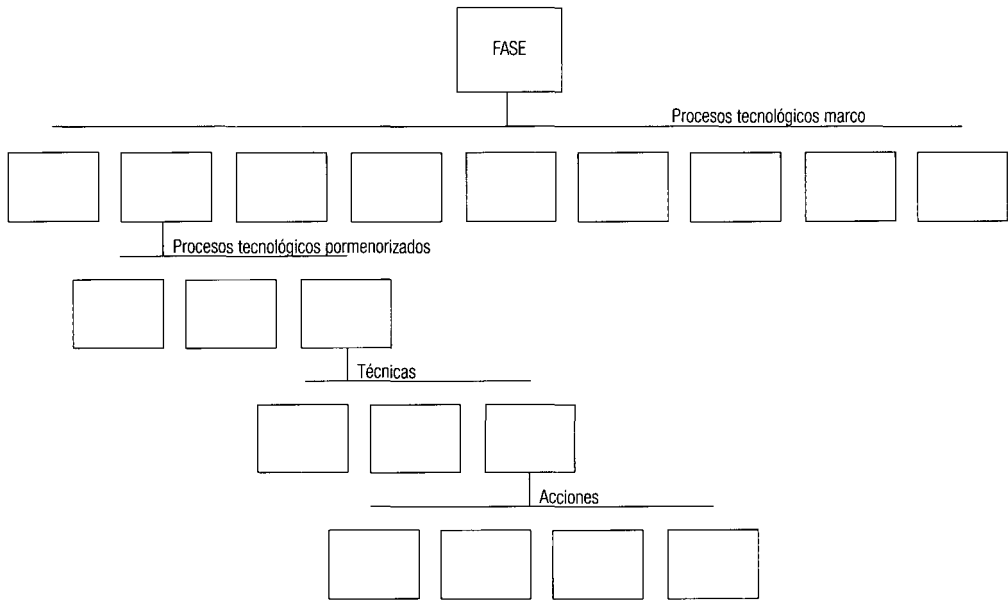 FASE
Procesos tecnológicos marco
Procesos tecnológicos pormenorizados
Técnicas
Acciones